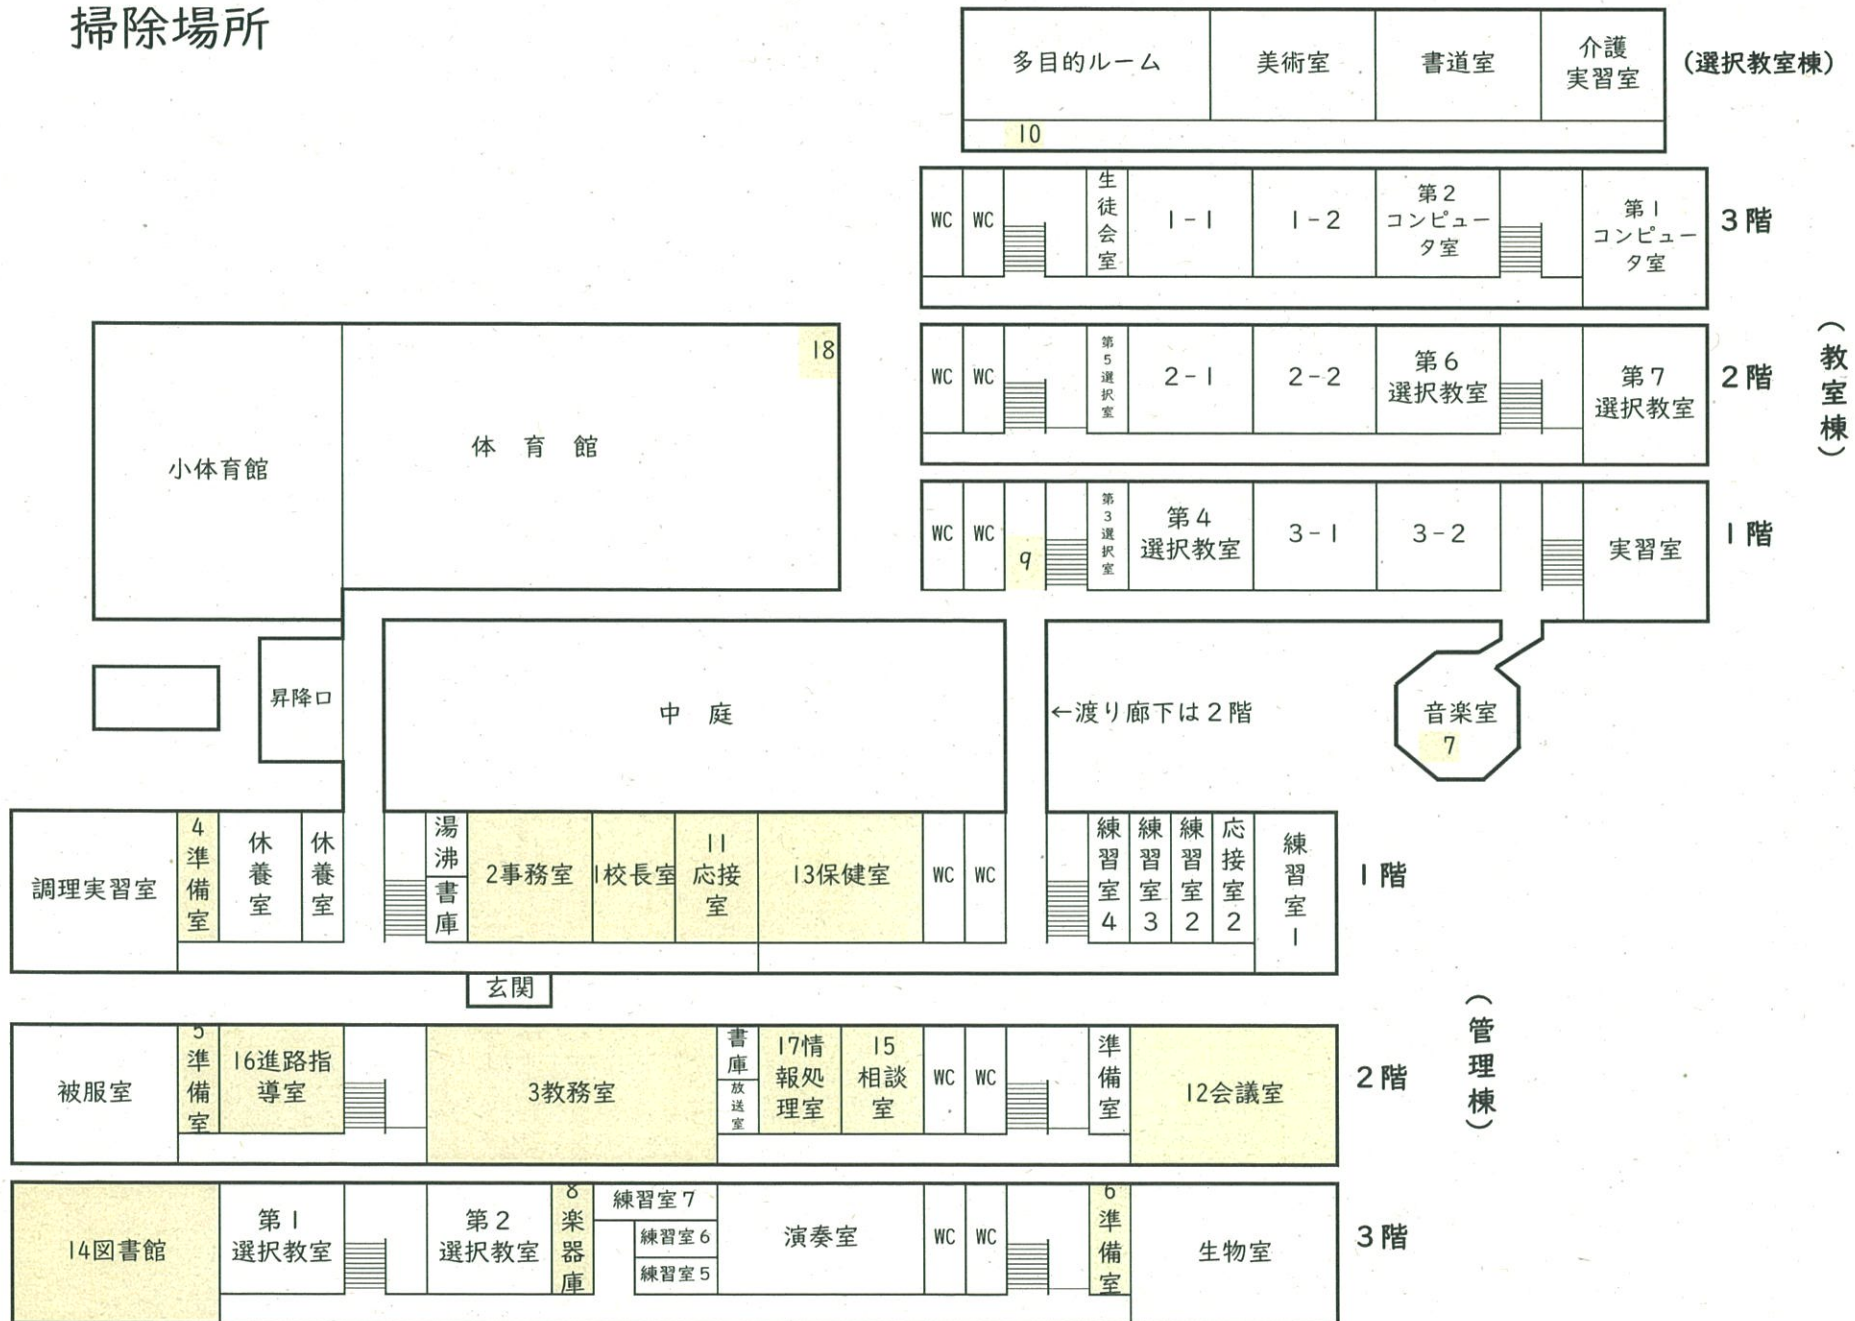 掃除場所
多目的ルーム
美術室
書道室
介護
実習室
(選択教室棟)
10
WC
WC
生徒会室
1-1
1-2
第2
コンピュー
タ室
第1
コンピュー
タ室
3階
18
小体育館
体 育 館
WC
WC
第5選択室
2-1
2-2
第6
選択教室
第7
選択教室
2階
(教室棟)
WC
WC
9
第3選択室
第4
選択教室
3-1
3-2
実習室
1階
昇降口
中 庭
←渡り廊下は2階
音楽室
7
調理実習室
4準備室
休養室
休養室
湯沸
書庫
2事務室
1校長室
11
応接
室
13保健室
WC
WC
練習室4
練習室3
練習室2
応接室2
練習室1
1階
玄関
(管理棟)
被服室
5準備室
16進路指
導室
3教務室
書庫
放送室
17情
報処
理室
15
相談
室
WC
WC
準備室
12会議室
2階
14図書館
第1
選択教室
第2
選択教室
8楽器庫
練習室7
練習室6
練習室5
演奏室
WC
WC
6準備室
生物室
3階